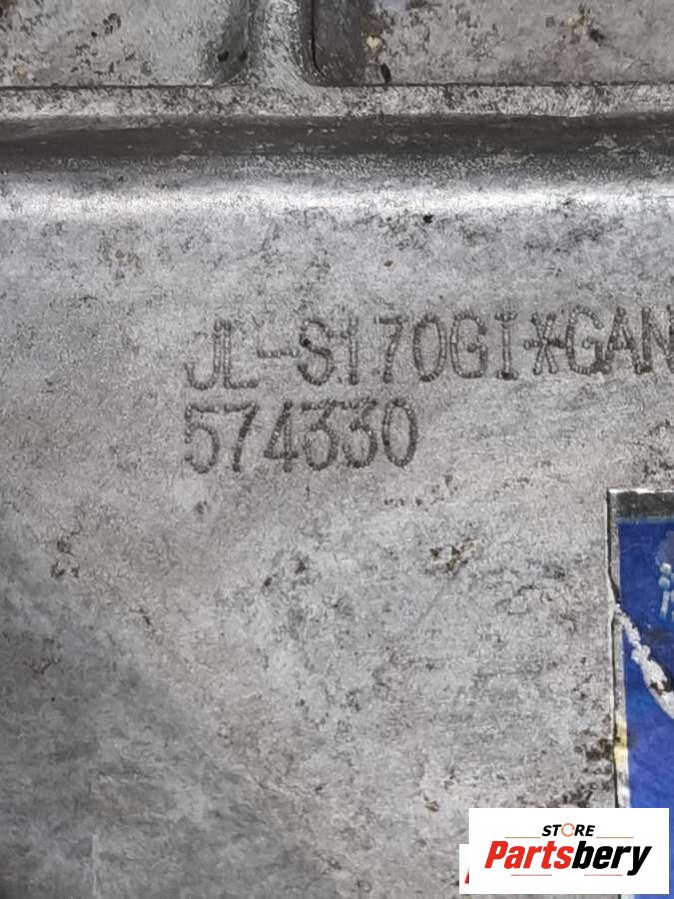 JL-S170GI*GAN
574330
STORE
Partsbery